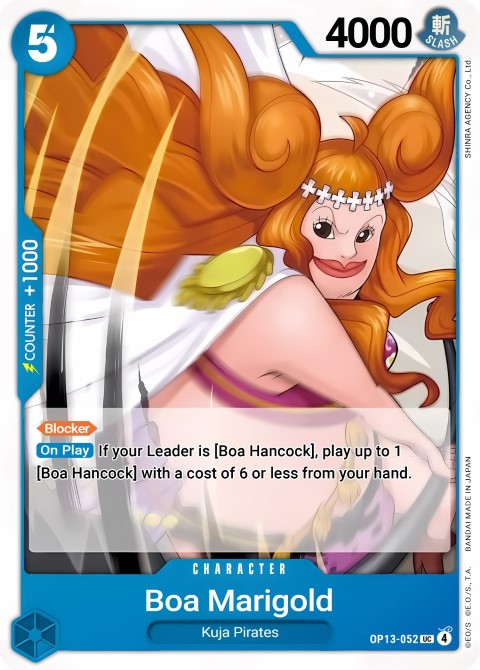 5
4000
斬
SLASH
SHINRA AGENCY Co., Ltd.
COUNTER +1000
Blocker
On Play If your Leader is [Boa Hancock], play up to 1
[Boa Hancock] with a cost of 6 or less from your hand.
©E.O/S ©E.O./S., T.A. BANDAI MADE IN JAPAN
CHARACTER
Boa Marigold
Kuja Pirates
OP13-052 UC 4